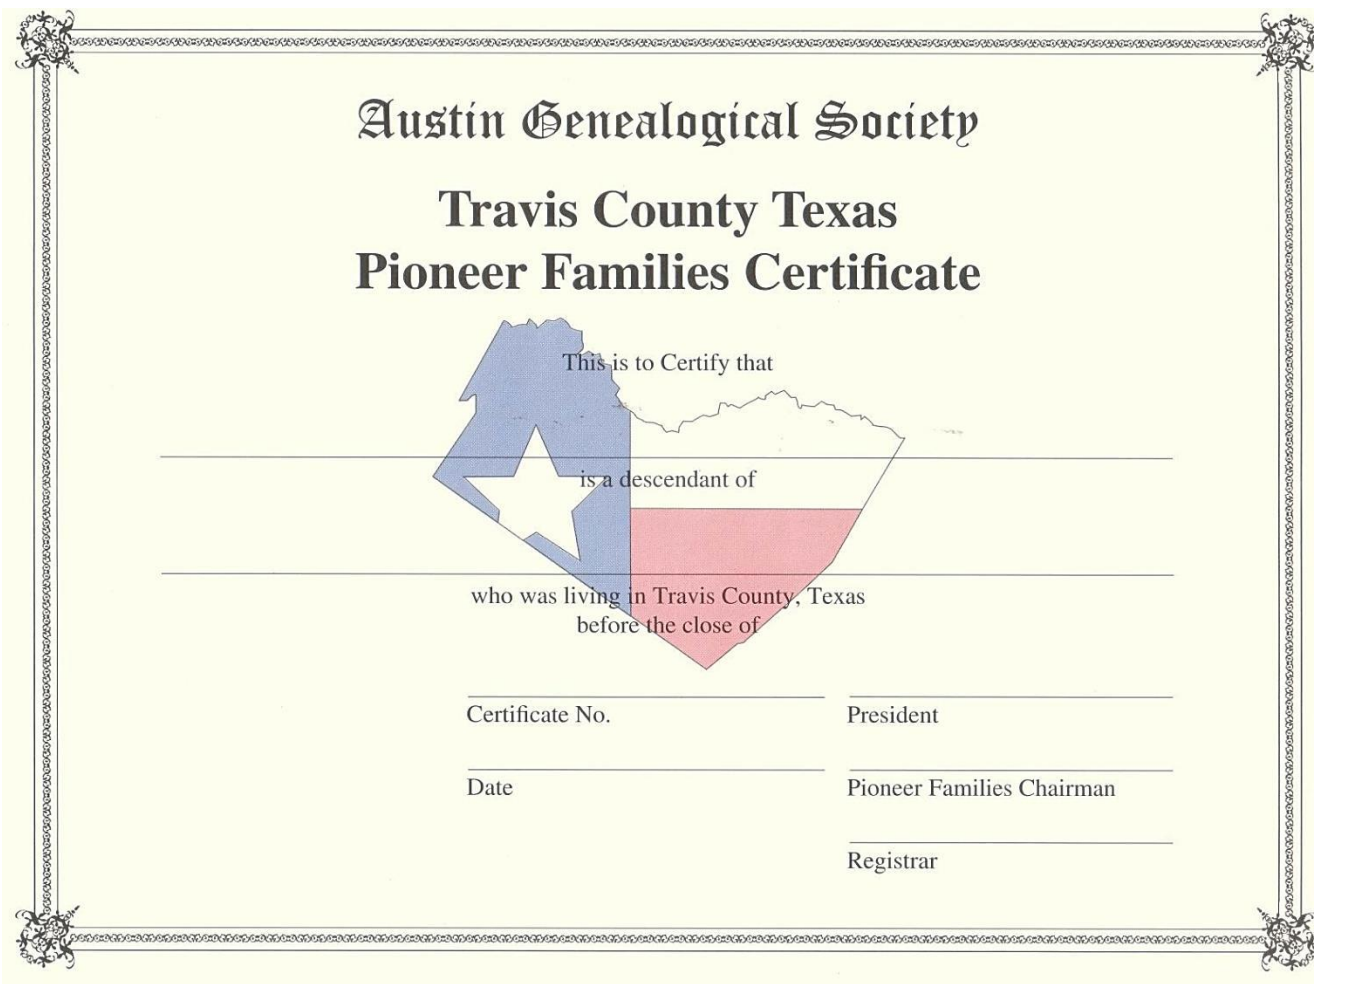 Austin Genealogical Society
Travis County Texas
Pioneer Families Certificate
This is to Certify that
is a descendant of
who was living in Travis County, Texas
before the close of
Certificate No.
President
Date
Pioneer Families Chairman
Registrar